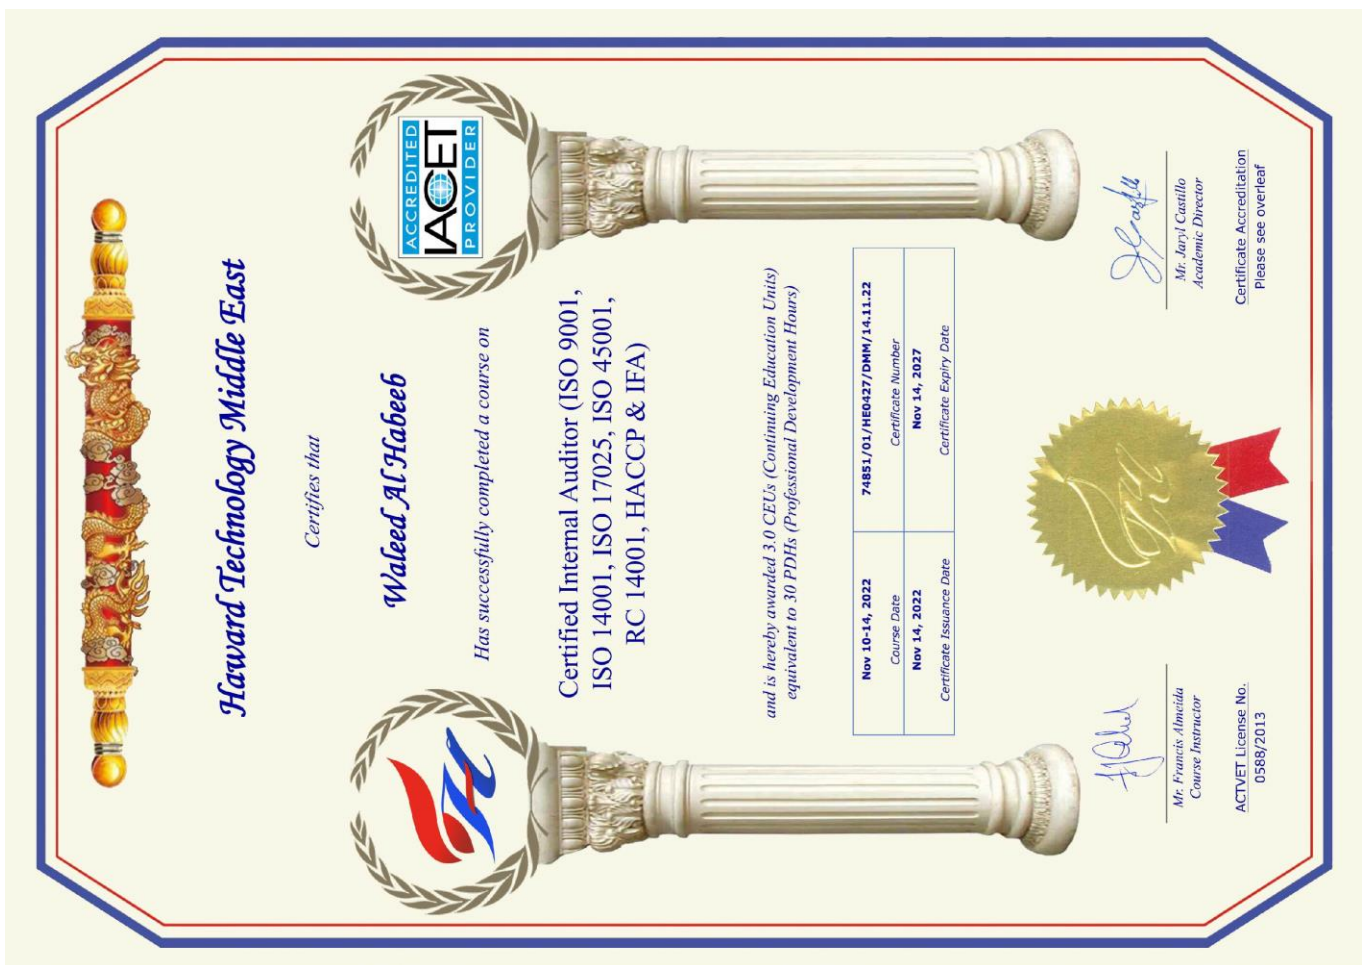 Haward Technology Middle East
Certifies that
Waleed Al Habeeb
Has successfully completed a course on
Certified Internal Auditor (ISO 9001,
ISO 14001, ISO 17025, ISO 45001,
RC 14001, HACCP & IFA)
and is hereby awarded 3.0 CEUs (Continuing Education Units)
equivalent to 30 PDHs (Professional Development Hours)
Nov 10-14, 2022
Course Date
74851/01/HE0427/DMM/14.11.22
Certificate Number
Nov 14, 2022
Certificate Issuance Date
Nov 14, 2027
Certificate Expiry Date
ACCREDITED
IACET
PROVIDER
Mr. Francis Almeida
Course Instructor
ACTVET License No.
0588/2013
Mr. Jaryl Castillo
Academic Director
Certificate Accreditation
Please see overleaf